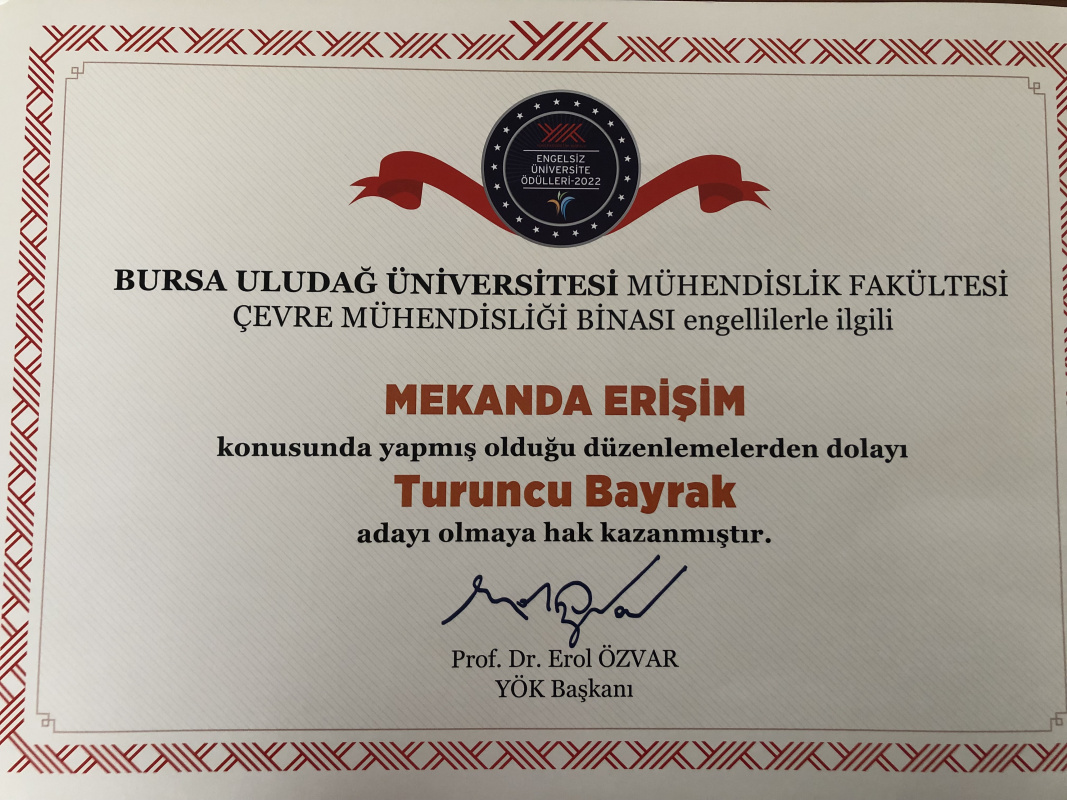 ENGELSİZ
ÜNİVERSİTE
ÖDÜLLERİ-2022
BURSA ULUDAĞ ÜNİVERSİTESİ MÜHENDİSLİK FAKÜLTESİ
ÇEVRE MÜHENDİSLİĞİ BİNASI engellilerle ilgili
MEKANDA ERİŞİM
konusunda yapmış olduğu düzenlemelerden dolayı
Turuncu Bayrak
adayı olmaya hak kazanmıştır.
Prof. Dr. Erol ÖZVAR
YÖK Başkanı